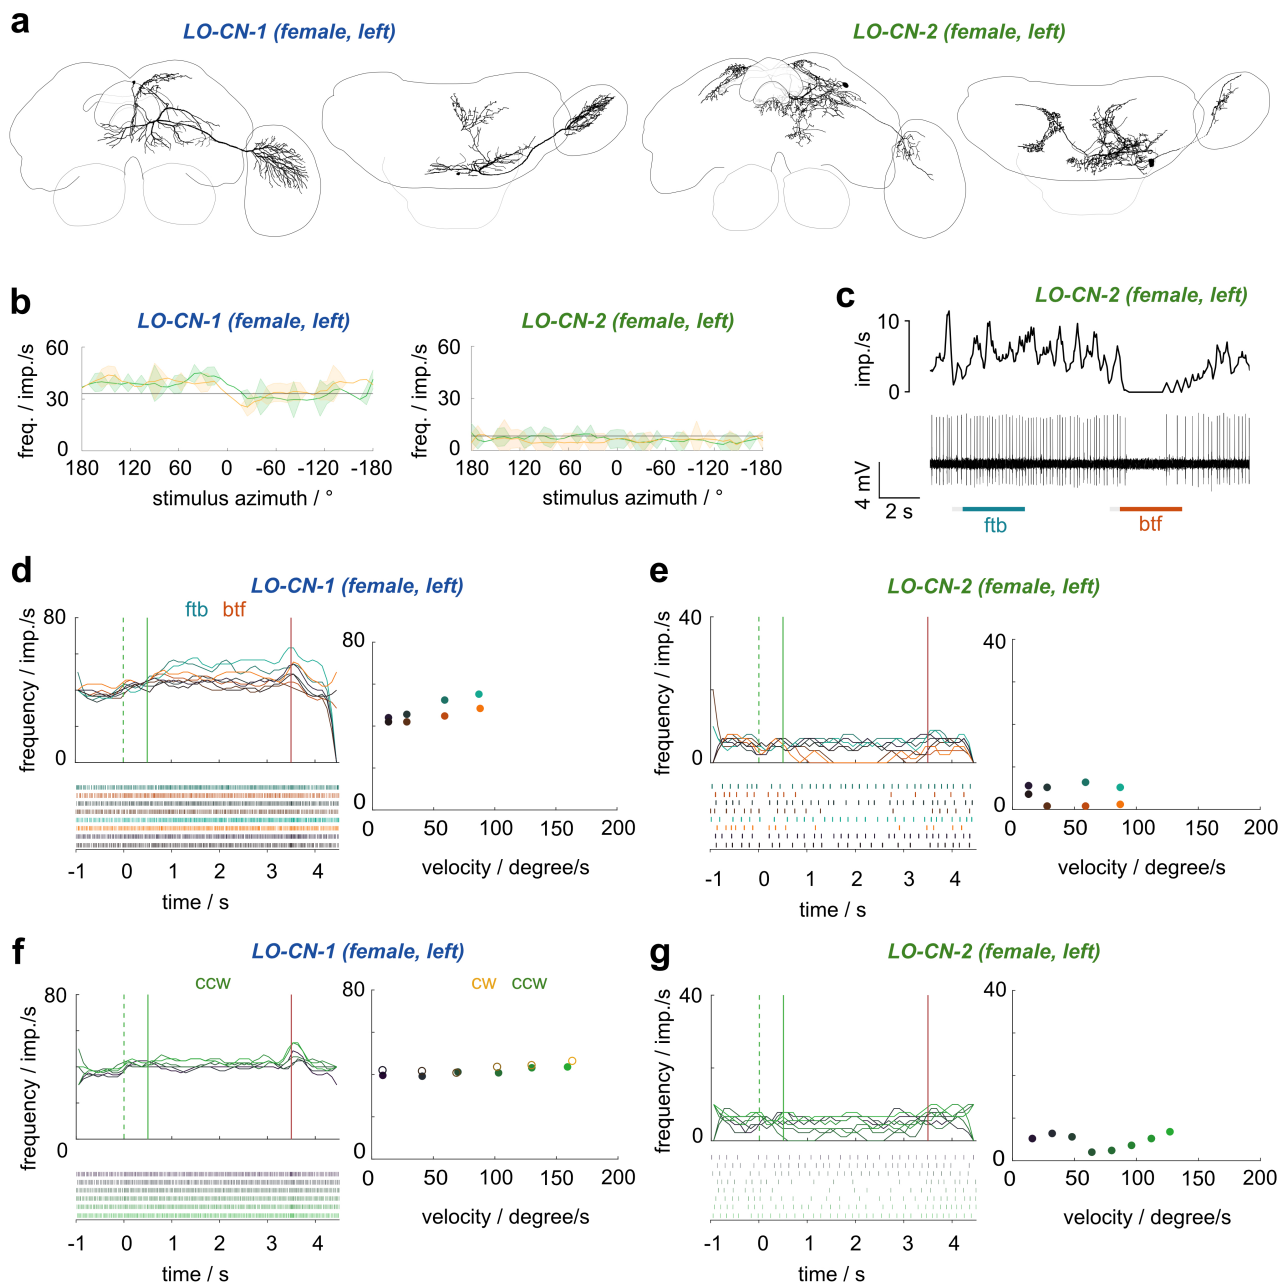 a
LO-CN-1 (female, left)
LO-CN-2 (female, left)
b
LO-CN-1 (female, left)
freq. / imp./s
60
30
0
180 120 60 0 -60 -120 -180
stimulus azimuth / °
LO-CN-2 (female, left)
freq. / imp./s
60
30
0
180 120 60 0 -60 -120 -180
stimulus azimuth / °
c
LO-CN-2 (female, left)
imp./s
10
0
4 mV
2 s
ftb
btf
d
LO-CN-1 (female, left)
ftb btf
frequency / imp./s
80
0
-1 0 1 2 3 4
time / s
80
0
0 50 100 150 200
velocity / degree/s
e
LO-CN-2 (female, left)
frequency / imp./s
40
0
-1 0 1 2 3 4
time / s
40
0
0 50 100 150 200
velocity / degree/s
f
LO-CN-1 (female, left)
ccw
frequency / imp./s
80
0
-1 0 1 2 3 4
time / s
cw ccw
80
0
0 50 100 150 200
velocity / degree/s
g
LO-CN-2 (female, left)
frequency / imp./s
40
0
-1 0 1 2 3 4
time / s
40
0
0 50 100 150 200
velocity / degree/s